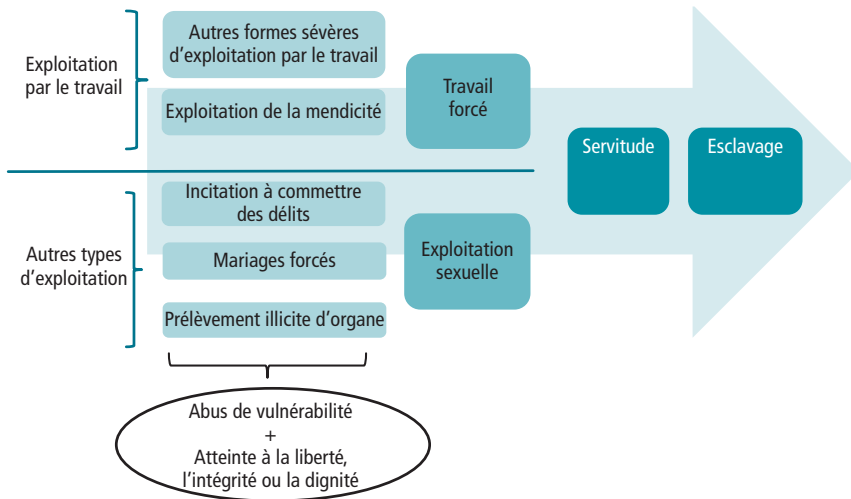 Exploitation
par le travail
Autres formes sévères
d'exploitation par le travail
Exploitation de la mendicité
Travail
forcé
Servitude
Esclavage
Autres types
d'exploitation
Incitation à commettre
des délits
Mariages forcés
Prélèvement illicite d'organe
Exploitation
sexuelle
Abus de vulnérabilité
+
Atteinte à la liberté,
l'intégrité ou la dignité